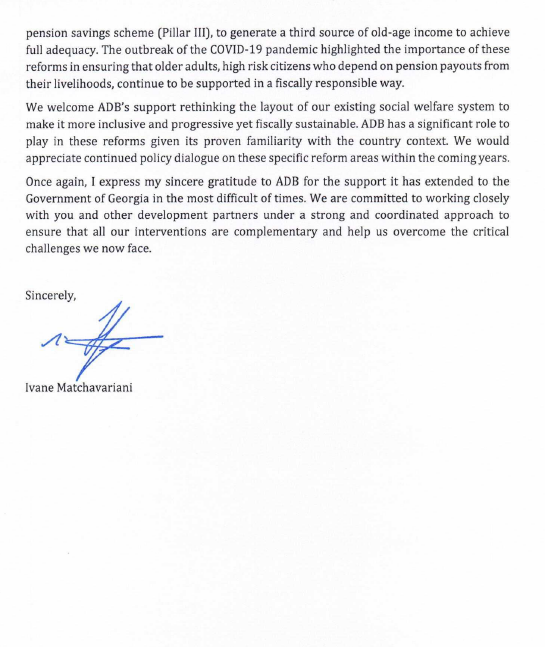 pension savings scheme (Pillar III), to generate a third source of old-age income to achieve
full adequacy. The outbreak of the COVID-19 pandemic highlighted the importance of these
reforms in ensuring that older adults, high risk citizens who depend on pension payouts from
their livelihoods, continue to be supported in a fiscally responsible way.
We welcome ADB's support rethinking the layout of our existing social welfare system to
make it more inclusive and progressive yet fiscally sustainable. ADB has a significant role to
play in these reforms given its proven familiarity with the country context. We would
appreciate continued policy dialogue on these specific reform areas within the coming years.
Once again, I express my sincere gratitude to ADB for the support it has extended to the
Government of Georgia in the most difficult of times. We are committed to working closely
with you and other development partners under a strong and coordinated approach to
ensure that all our interventions are complementary and help us overcome the critical
challenges we now face.
Sincerely,
Ivane Matchavariani